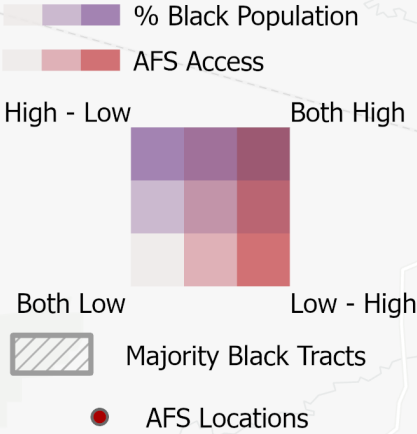 % Black Population
AFS Access
High - Low Both High
Both Low Low - High
Majority Black Tracts
AFS Locations